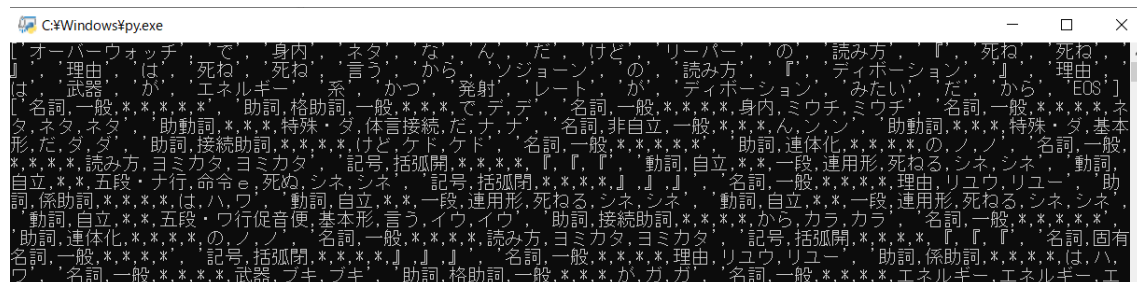 C:¥Windows¥py.exe
['オーバーウォッチ', 'で', '身内', 'ネタ', 'な', 'ん', 'だ', 'けど', 'リーパー', 'の', '読み方', '『', '死ね', '死ね',
'』', '理由', 'は', '死ね', '死ね', '言う', 'から', 'ソジョーン', 'の', '読み方', '『', 'ディボーション', '』', '理由',
'は', '武器', 'が', 'エネルギー', '系', 'かつ', '発射', 'レート', 'が', 'ディボーション', 'みたい', 'だ', 'から', 'EOS']
['名詞,一般,*,*,*,*,*', '助詞,格助詞,一般,*,*,*,で,デ,デ', '名詞,一般,*,*,*,*,身内,ミウチ,ミウチ', '名詞,一般,*,*,*,*,ネ
タ,ネタ,ネタ', '助動詞,*,*,*,特殊・ダ,体言接続,だ,ナ,ナ', '名詞,非自立,一般,*,*,*,ん,ン,ン', '助動詞,*,*,*,特殊・ダ,基本
形,だ,ダ,ダ', '助詞,接続助詞,*,*,*,*,けど,ケド,ケド', '名詞,一般,*,*,*,*,*', '助詞,連体化,*,*,*,*,の,ノ,ノ', '名詞,一般,
*,*,*,*,読み方,ヨミカタ,ヨミカタ', '記号,括弧開,*,*,*,*,『,『,『', '動詞,自立,*,*,一段,連用形,死ねる,シネ,シネ', '動詞,
自立,*,*,五段・ナ行,命令ｅ,死ぬ,シネ,シネ', '記号,括弧閉,*,*,*,*,』,』,』', '名詞,一般,*,*,*,*,理由,リユウ,リユー', '助
詞,係助詞,*,*,*,*,は,ハ,ワ', '動詞,自立,*,*,一段,連用形,死ねる,シネ,シネ', '動詞,自立,*,*,一段,連用形,死ねる,シネ,シネ',
'動詞,自立,*,*,五段・ワ行促音便,基本形,言う,イウ,イウ', '助詞,接続助詞,*,*,*,*,から,カラ,カラ', '名詞,一般,*,*,*,*,*',
'助詞,連体化,*,*,*,*,の,ノ,ノ', '名詞,一般,*,*,*,*,読み方,ヨミカタ,ヨミカタ', '記号,括弧開,*,*,*,*,『,『,『', '名詞,固有
名詞,一般,*,*,*,*', '記号,括弧閉,*,*,*,*,』,』,』', '名詞,一般,*,*,*,*,理由,リユウ,リユー', '助詞,係助詞,*,*,*,*,は,ハ,
ワ', '名詞,一般,*,*,*,*,武器,ブキ,ブキ', '助詞,格助詞,一般,*,*,*,が,ガ,ガ', '名詞,一般,*,*,*,*,エネルギー,エネルギー,エ